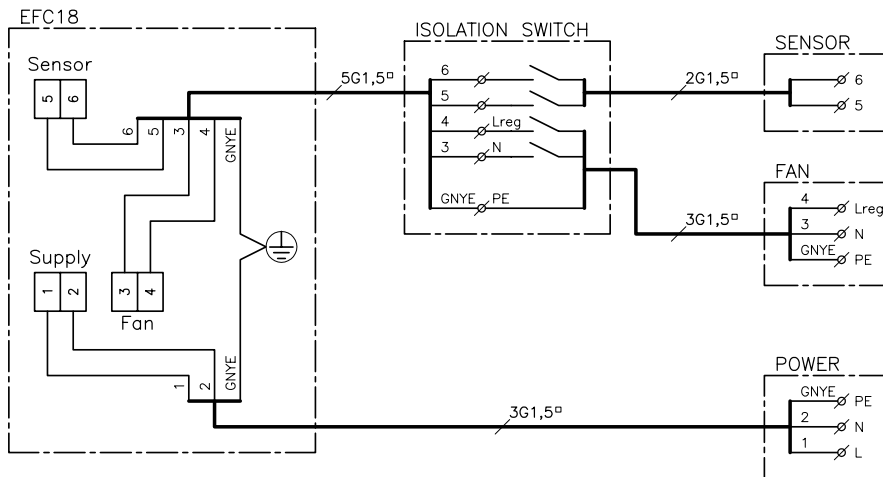 EFC18
Sensor
5 6
6 5 3 4 GNYE
Supply
1 2
3 4
Fan
1 2 GNYE
5G1,5▫
ISOLATION SWITCH
6
5
4 Lreg
3 N
GNYE PE
2G1,5▫
SENSOR
6
5
3G1,5▫
FAN
4 Lreg
3 N
GNYE PE
3G1,5▫
POWER
GNYE PE
2 N
1 L